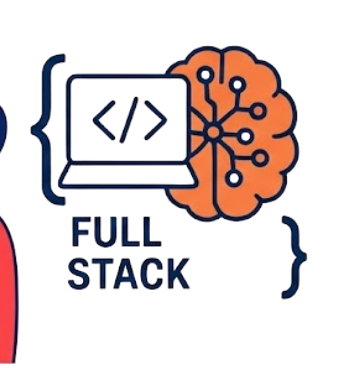 {
</>
FULL
STACK
}